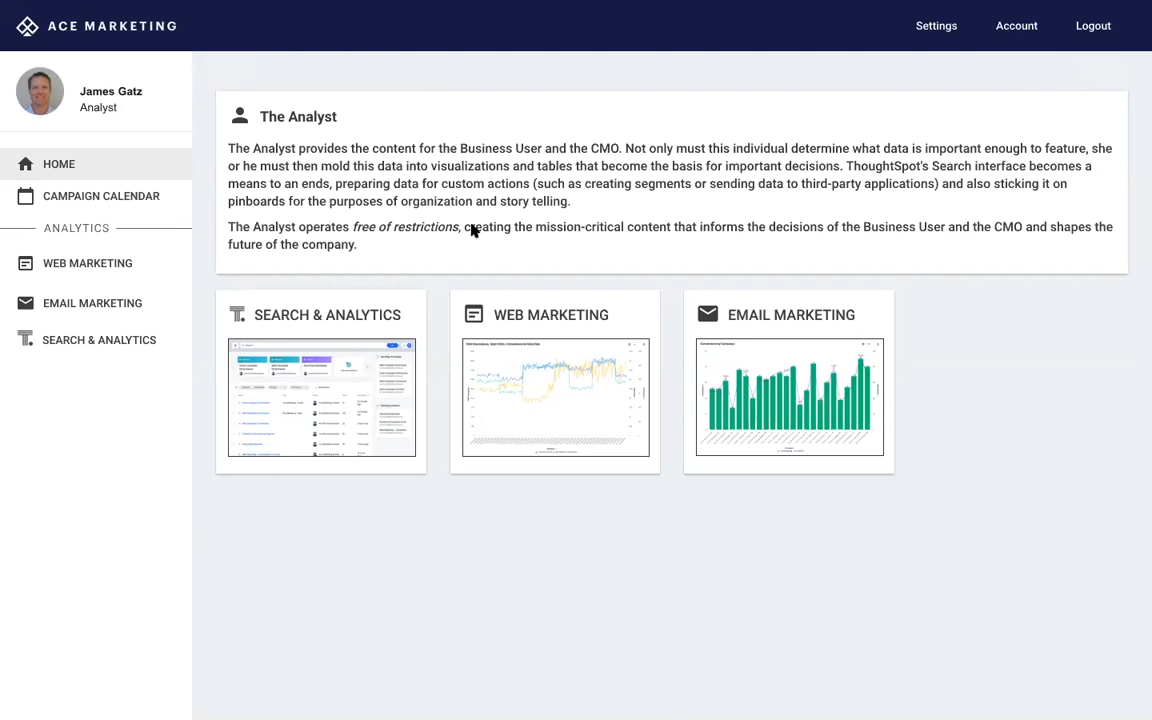 ACE MARKETING
Settings
Account
Logout
James Gatz
Analyst
HOME
CAMPAIGN CALENDAR
ANALYTICS
WEB MARKETING
EMAIL MARKETING
SEARCH & ANALYTICS
The Analyst
The Analyst provides the content for the Business User and the CMO. Not only must this individual determine what data is important enough to feature, she
or he must then mold this data into visualizations and tables that become the basis for important decisions. ThoughtSpot's Search interface becomes a
means to an ends, preparing data for custom actions (such as creating segments or sending data to third-party applications) and also sticking it on
pinboards for the purposes of organization and story telling.
The Analyst operates free of restrictions, creating the mission-critical content that informs the decisions of the Business User and the CMO and shapes the
future of the company.
SEARCH & ANALYTICS
WEB MARKETING
EMAIL MARKETING
Conversions by Campaign